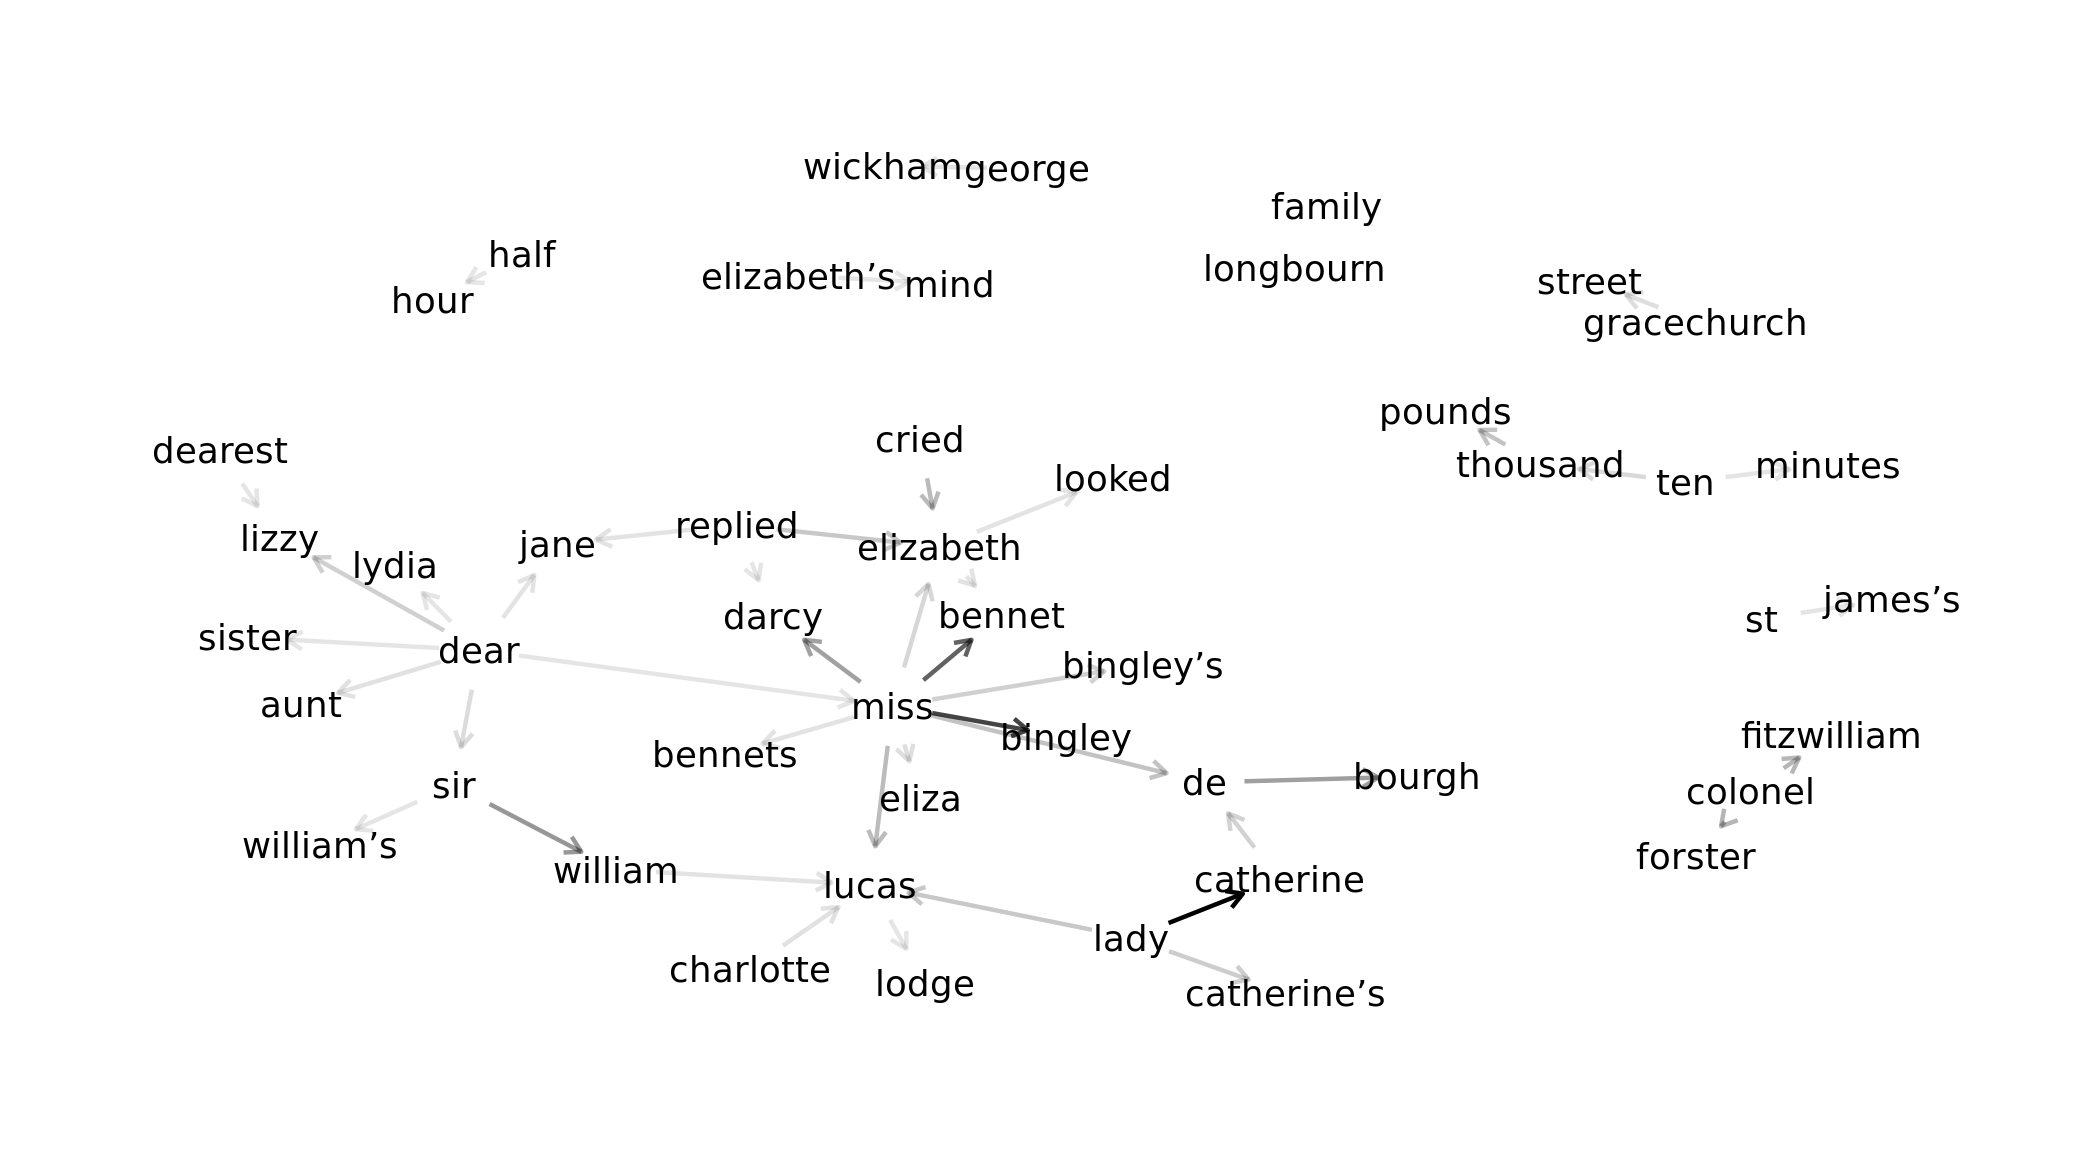 wickham george
family
half
longbourn
elizabeth’s mind
street
hour
gracechurch
pounds
cried
dearest
thousand ten minutes
looked
replied
lizzy
jane
elizabeth
lydia
james’s
darcy
bennet
st
sister
dear
bingley’s
aunt
miss
bingley
fitzwilliam
bennets
de
bourgh
sir
colonel
eliza
william’s
forster
william
lucas
catherine
lady
charlotte
lodge
catherine’s